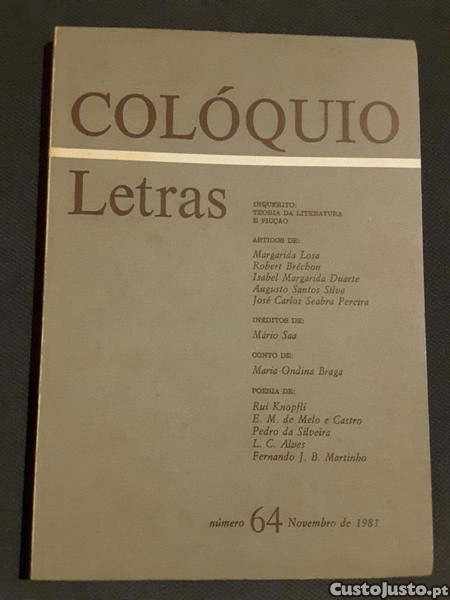 COLÓQUIO
Letras
INQUÉRITO:
TEORIA DA LITERATURA
E FICÇÃO
ARTIGOS DE:
Margarida Losa
Robert Bréchon
Isabel Margarida Duarte
Augusto Santos Silva
José Carlos Seabra Pereira
INÉDITOS DE:
Mário Saa
CONTO DE:
Maria Ondina Braga
POESIA DE:
Rui Knopfli
E. M. de Melo e Castro
Pedro da Silveira
L. C. Alves
Fernando J. B. Martinho
número 64 Novembro de 1981
CustoJusto.pt